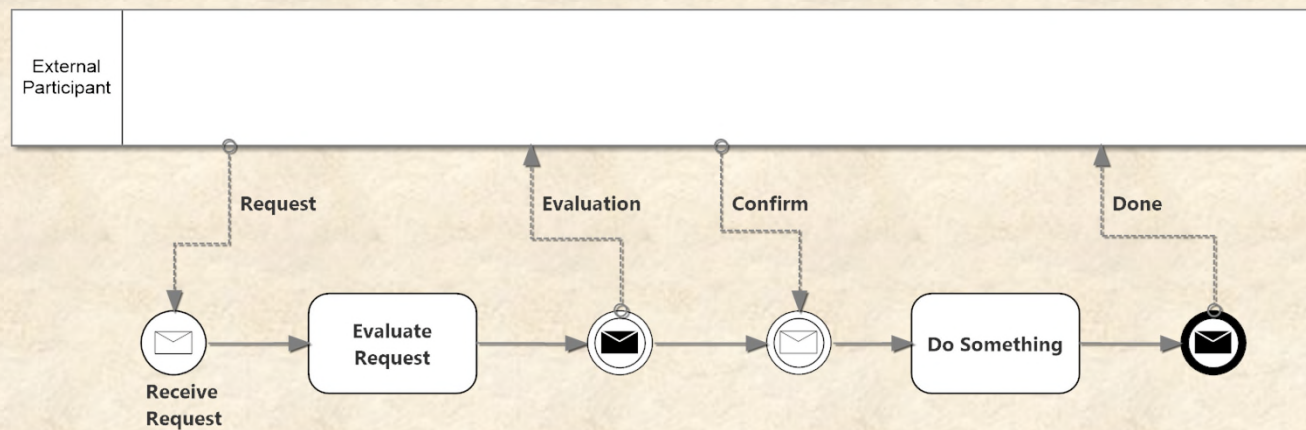 External
Participant
Request
Evaluation
Confirm
Done
Evaluate
Request
Do Something
Receive
Request